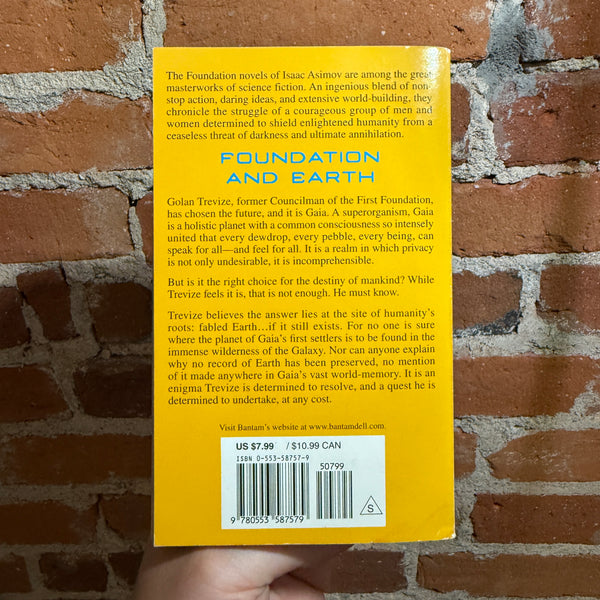 The Foundation novels of Isaac Asimov are among the great
masterworks of science fiction. An ingenious blend of non-
stop action, daring ideas, and extensive world-building, they
chronicle the struggle of a courageous group of men and
women determined to shield enlightened humanity from a
ceaseless threat of darkness and ultimate annihilation.
FOUNDATION
AND EARTH
Golan Trevize, former Councilman of the First Foundation,
has chosen the future, and it is Gaia. A superorganism, Gaia
is a holistic planet with a common consciousness so intensely
united that every dewdrop, every pebble, every being, can
speak for all—and feel for all. It is a realm in which privacy
is not only undesirable, it is incomprehensible.
But is it the right choice for the destiny of mankind? While
Trevize feels it is, that is not enough. He must know.
Trevize believes the answer lies at the site of humanity's
roots: fabled Earth...if it still exists. For no one is sure
where the planet of Gaia's first settlers is to be found in the
immense wilderness of the Galaxy. Nor can anyone explain
why no record of Earth has been preserved, no mention
of it made anywhere in Gaia's vast world-memory. It is an
enigma Trevize is determined to resolve, and a quest he is
determined to undertake, at any cost.
Visit Bantam's website at www.bantamdell.com.
US $7.99 / $10.99 CAN
ISBN 0-553-58757-9
50799
9 780553 587579
S